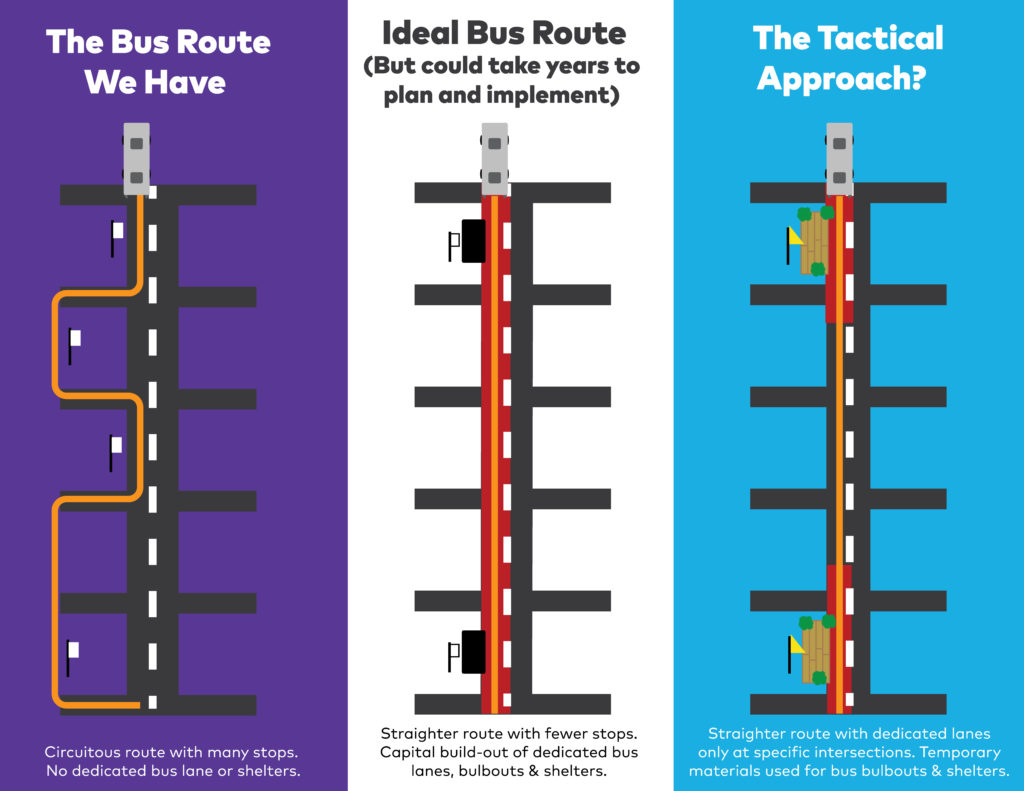 The Bus Route
We Have
Circuitous route with many stops.
No dedicated bus lane or shelters.
Ideal Bus Route
(But could take years to
plan and implement)
Straighter route with fewer stops.
Capital build-out of dedicated bus
lanes, bulbouts & shelters.
The Tactical
Approach?
Straighter route with dedicated lanes
only at specific intersections. Temporary
materials used for bus bulbouts & shelters.